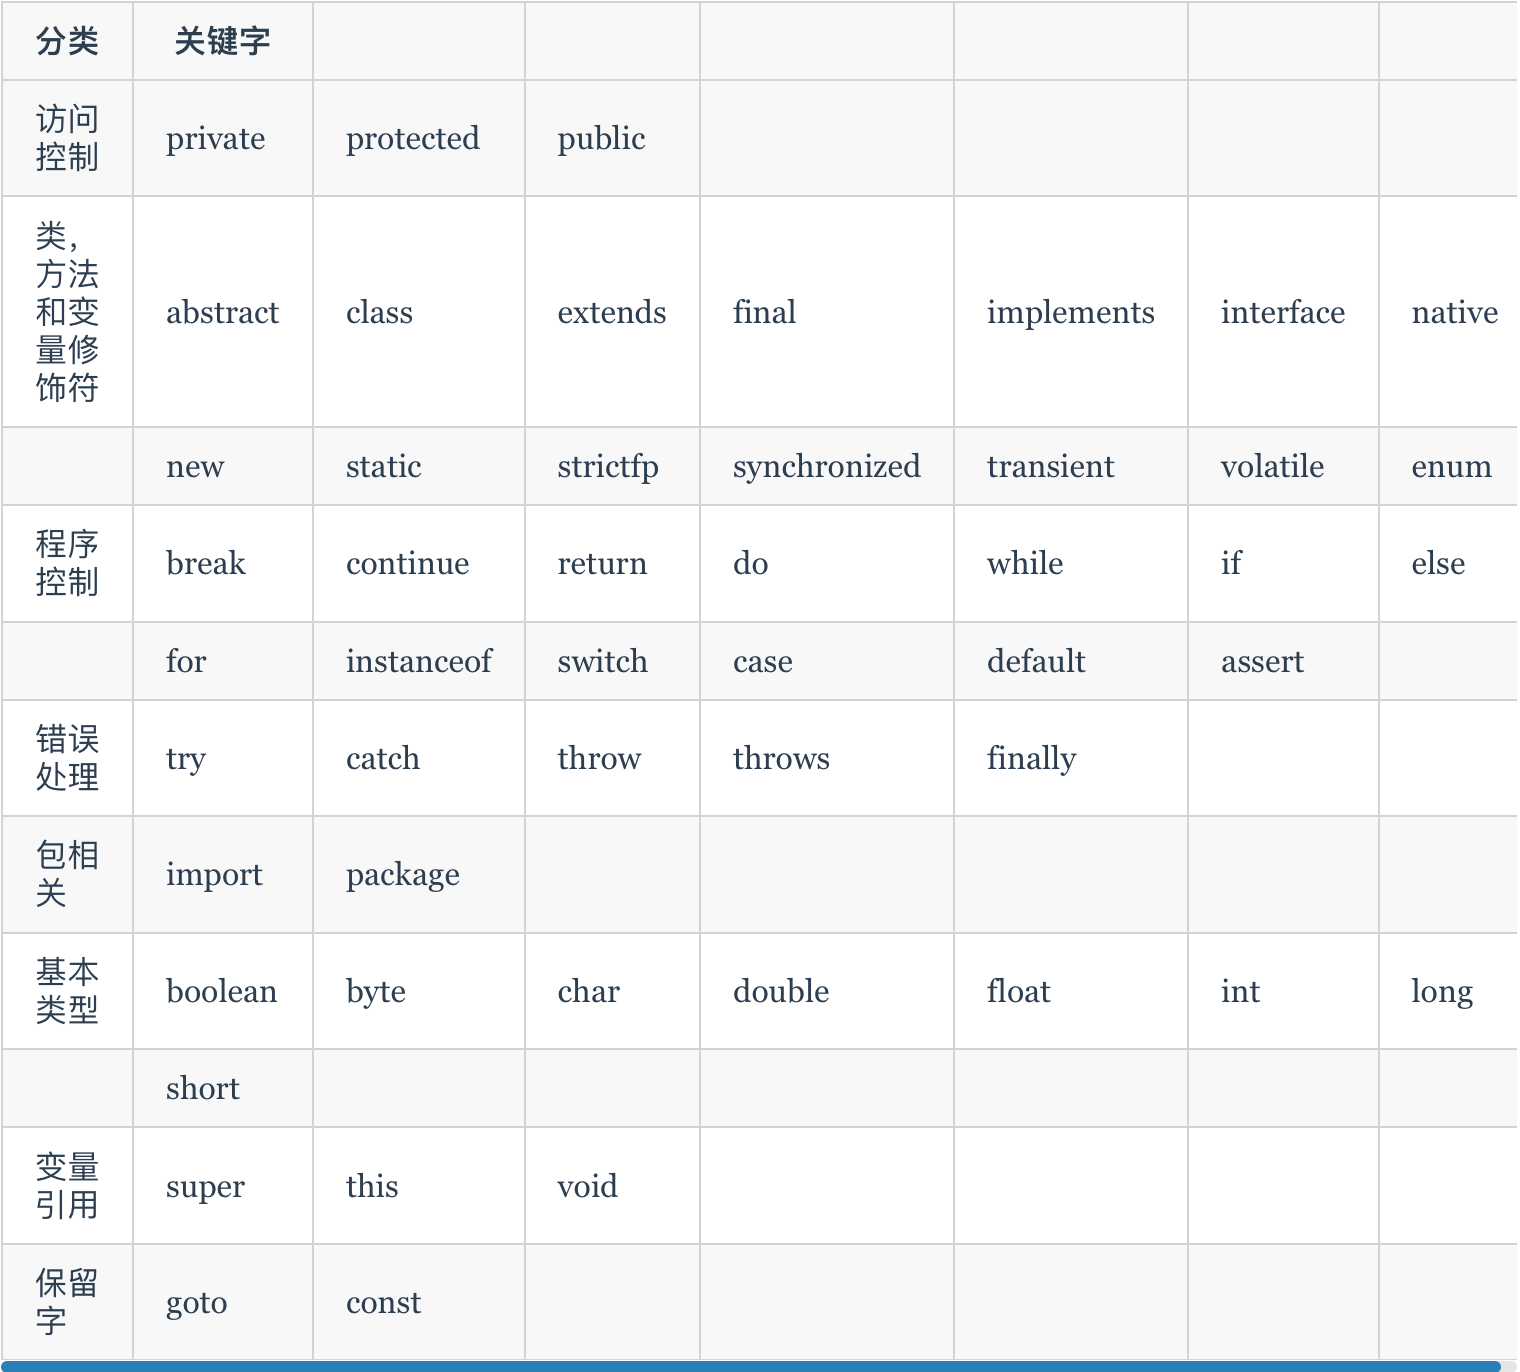 分类 关键字
访问
控制 private protected public
类，
方法
和变
量修
饰符 abstract class extends final implements interface native
new static strictfp synchronized transient volatile enum
程序
控制 break continue return do while if else
for instanceof switch case default assert
错误
处理 try catch throw throws finally
包相
关 import package
基本
类型 boolean byte char double float int long
short
变量
引用 super this void
保留
字 goto const